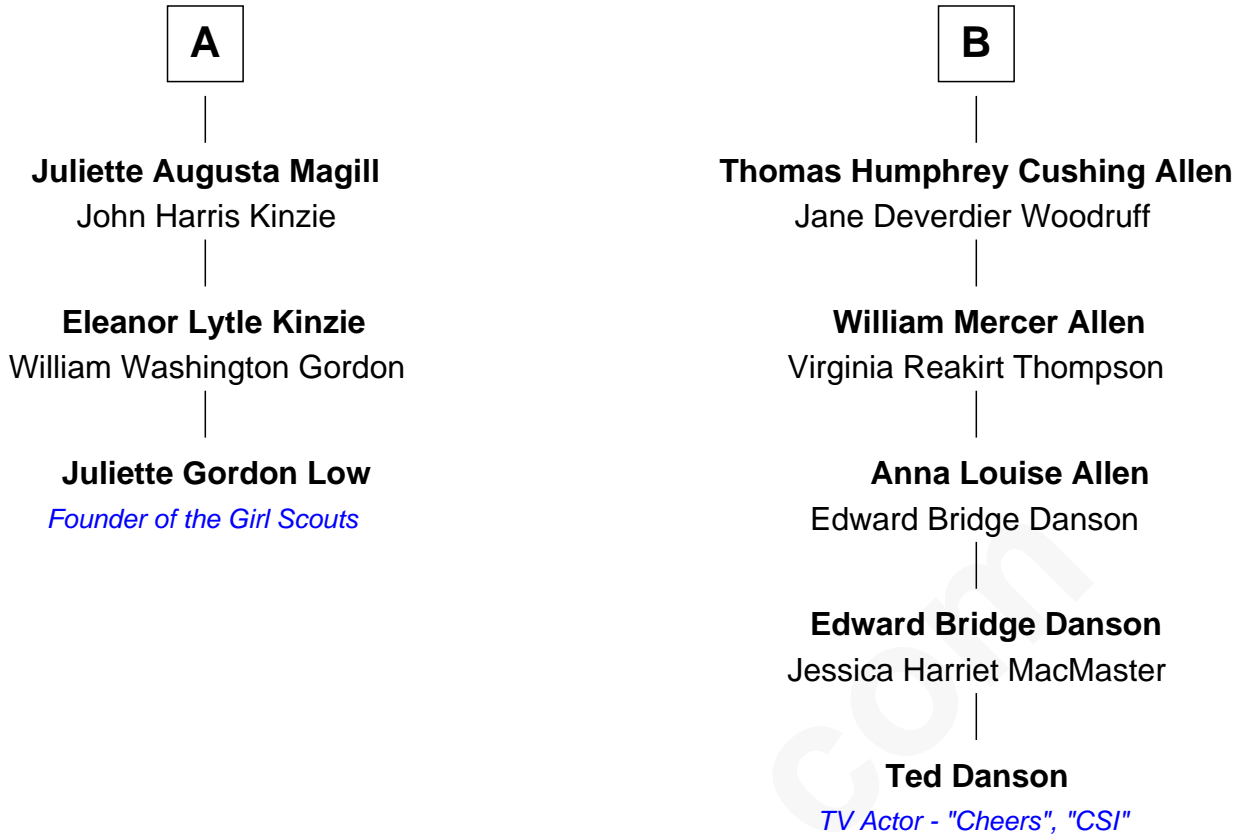 A
Juliette Augusta Magill
John Harris Kinzie
Eleanor Lytle Kinzie
William Washington Gordon
Juliette Gordon Low
Founder of the Girl Scouts
B
Thomas Humphrey Cushing Allen
Jane Deverdier Woodruff
William Mercer Allen
Virginia Reakirt Thompson
Anna Louise Allen
Edward Bridge Danson
Edward Bridge Danson
Jessica Harriet MacMaster
Ted Danson
TV Actor - "Cheers", "CSI"
com